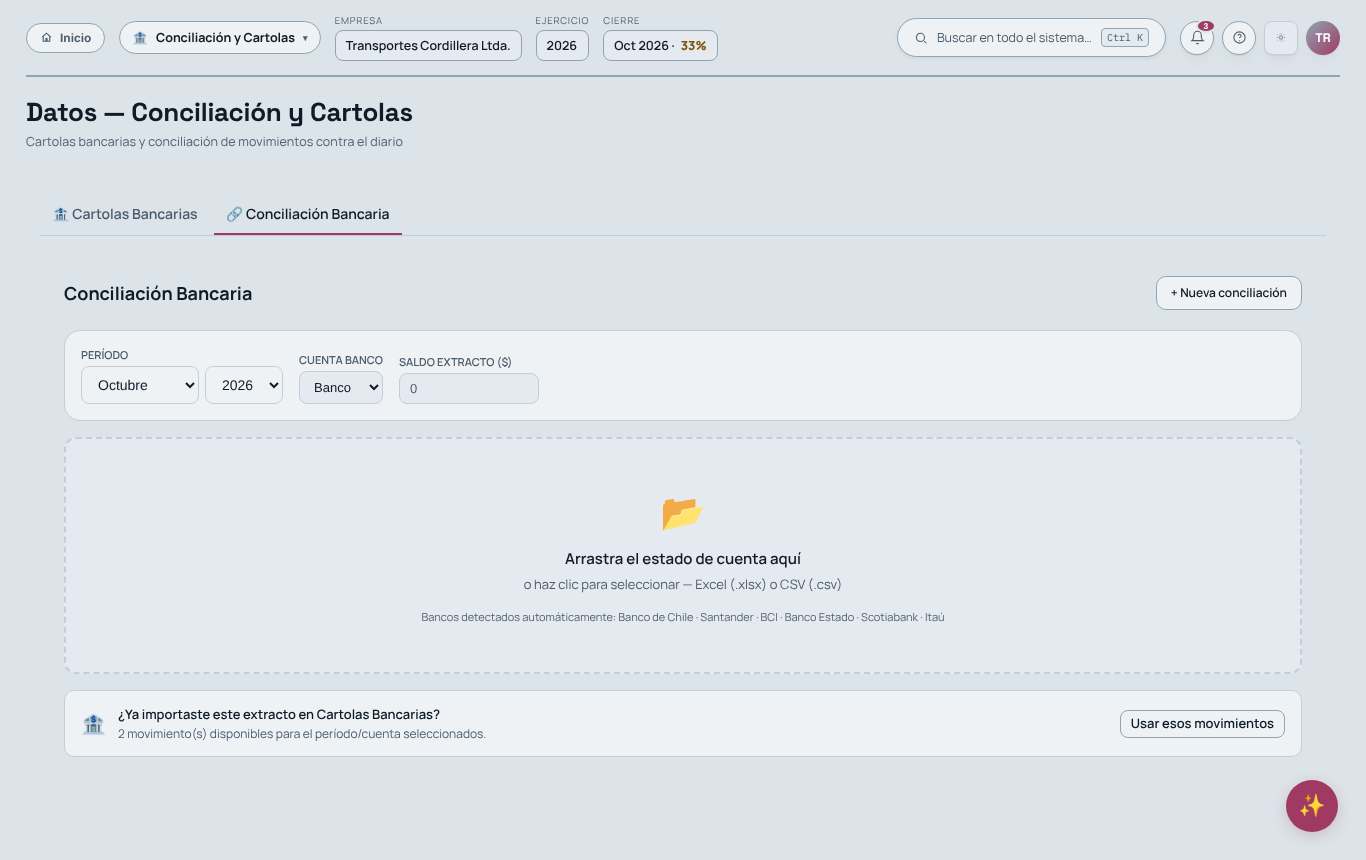 Inicio
Conciliación y Cartolas ▾
EMPRESA
Transportes Cordillera Ltda.
EJERCICIO
2026
CIERRE
Oct 2026 · 33%
Buscar en todo el sistema... Ctrl K
3
TR
Datos — Conciliación y Cartolas
Cartolas bancarias y conciliación de movimientos contra el diario
Cartolas Bancarias
Conciliación Bancaria
Conciliación Bancaria
+ Nueva conciliación
PERÍODO
Octubre
2026
CUENTA BANCO
Banco
SALDO EXTRACTO ($)
0
Arrastra el estado de cuenta aquí
o haz clic para seleccionar — Excel (.xlsx) o CSV (.csv)
Bancos detectados automáticamente: Banco de Chile · Santander · BCI · Banco Estado · Scotiabank · Itaú
¿Ya importaste este extracto en Cartolas Bancarias?
2 movimiento(s) disponibles para el período/cuenta seleccionados.
Usar esos movimientos